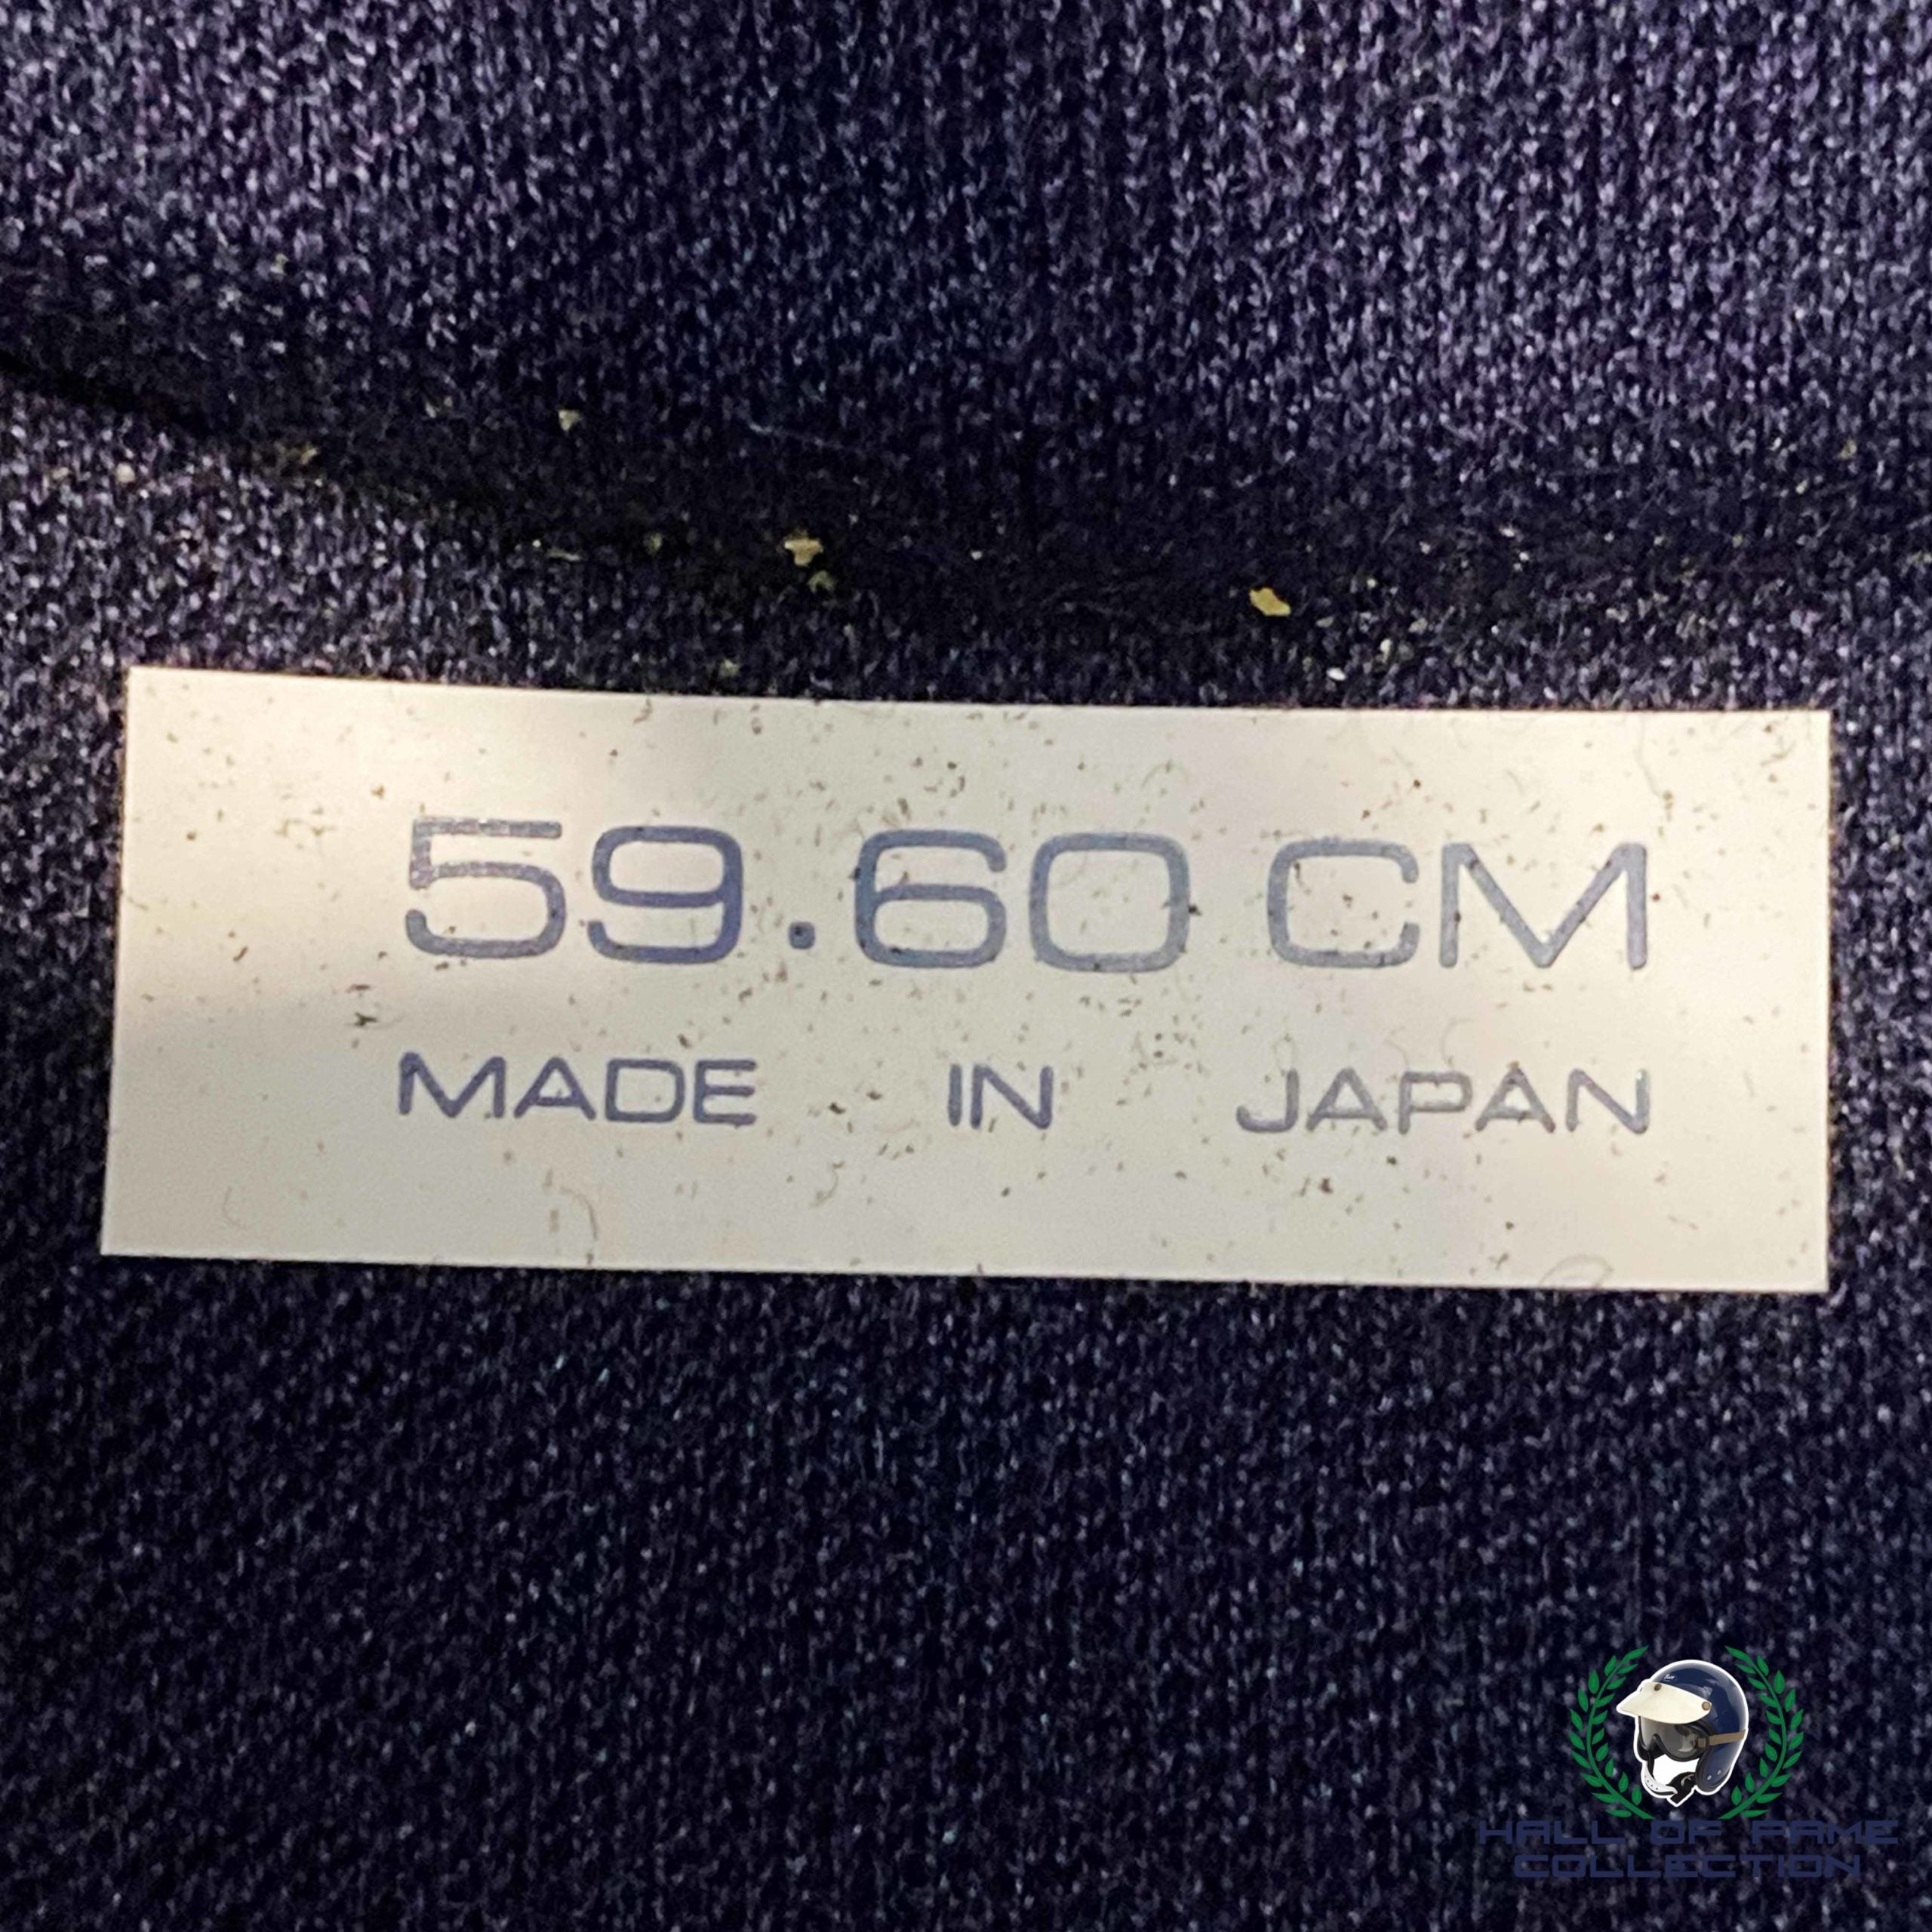 59.60 CM
MADE IN JAPAN
HALL OF FAME
COLLECTION